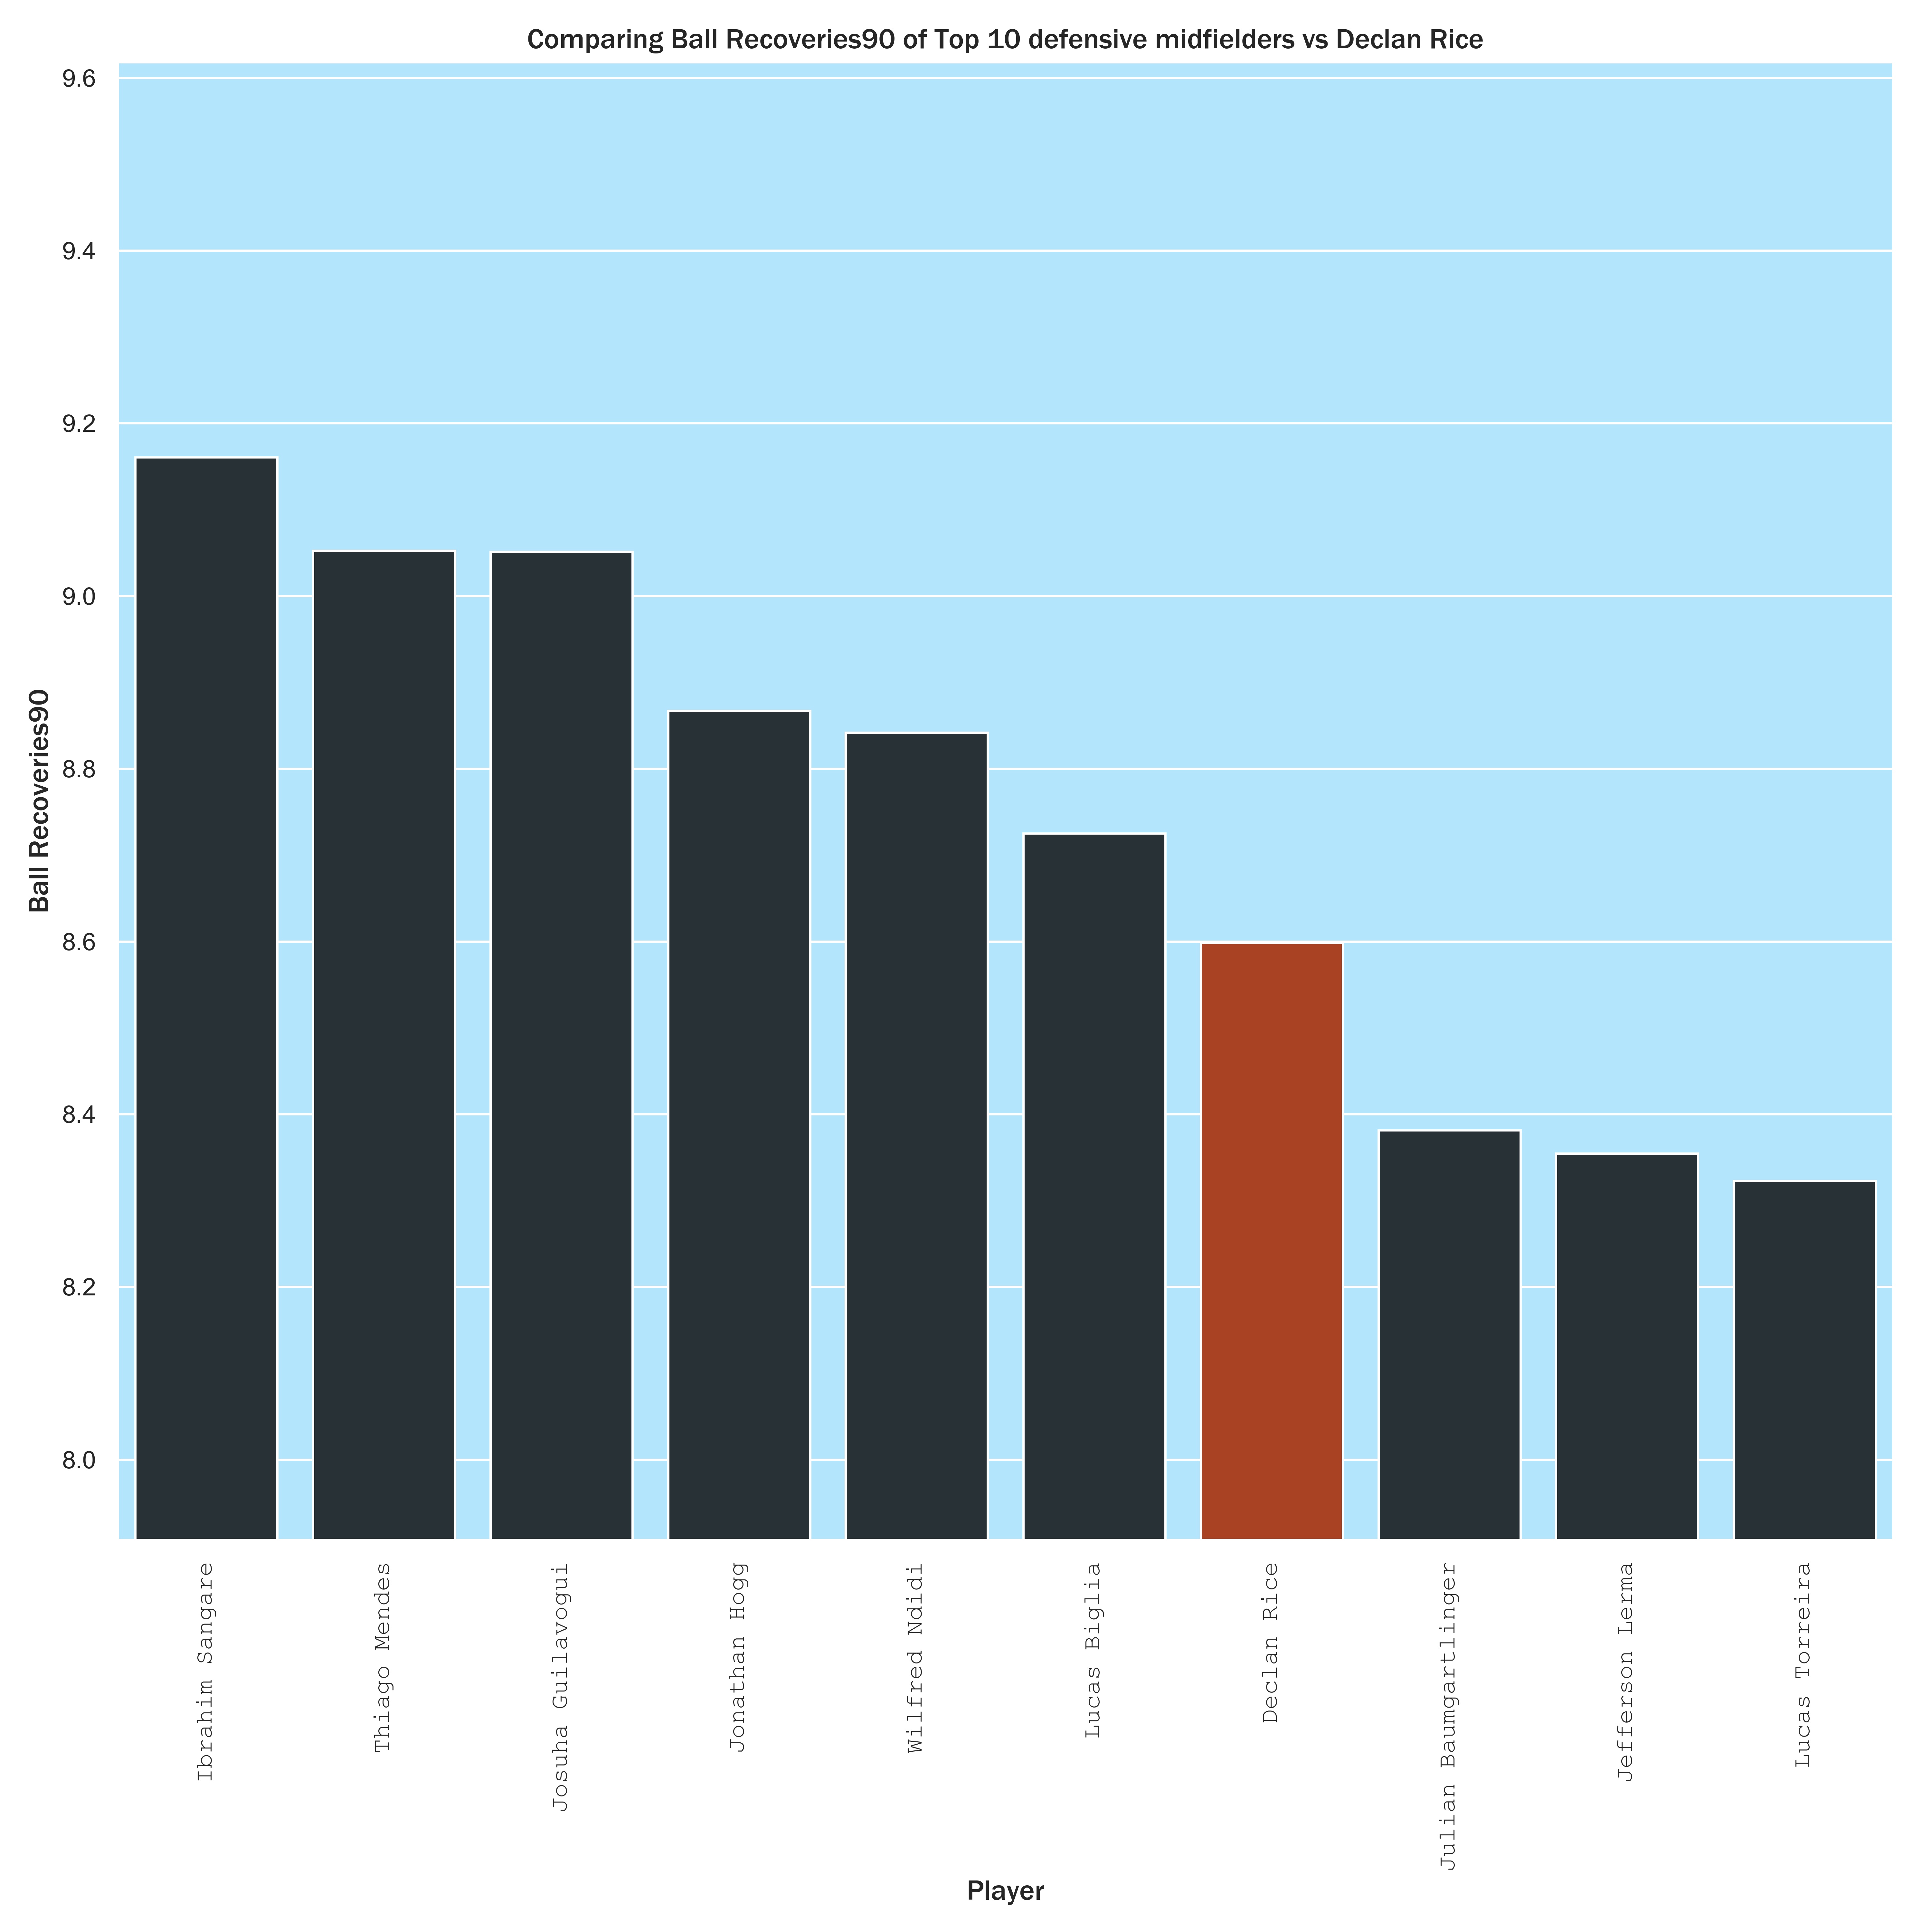 Comparing Ball Recoveries90 of Top 10 defensive midfielders vs Declan Rice
Ball Recoveries90
9.6
9.4
9.2
9.0
8.8
8.6
8.4
8.2
8.0
Ibrahim Sangare
Thiago Mendes
Josuha Guilavogui
Jonathan Hogg
Wilfred Ndidi
Lucas Biglia
Declan Rice
Julian Baumgartlinger
Jefferson Lerma
Lucas Torreira
Player